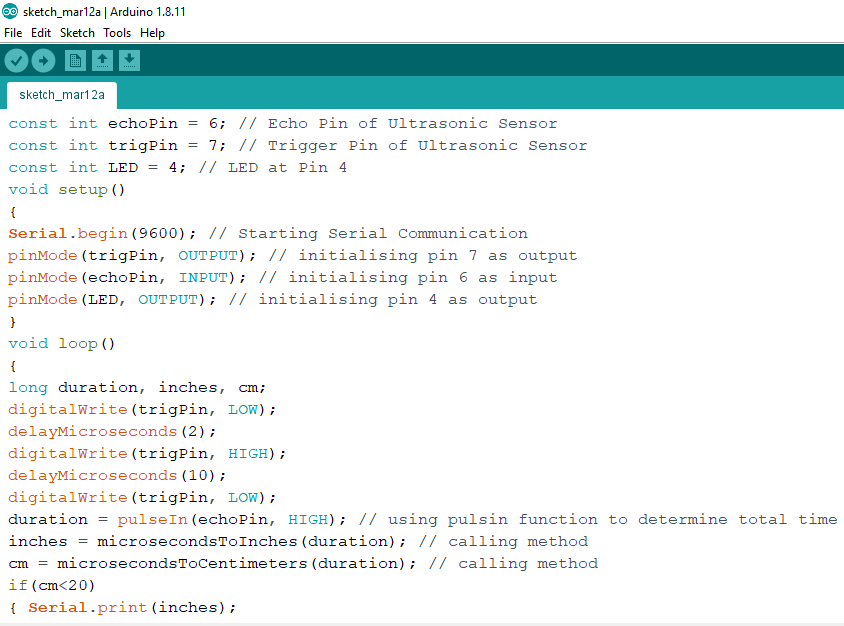 sketch_mar12a | Arduino 1.8.11
File Edit Sketch Tools Help
sketch_mar12a
const int echoPin = 6; // Echo Pin of Ultrasonic Sensor
const int trigPin = 7; // Trigger Pin of Ultrasonic Sensor
const int LED = 4; // LED at Pin 4
void setup()
{
Serial.begin(9600); // Starting Serial Communication
pinMode(trigPin, OUTPUT); // initialising pin 7 as output
pinMode(echoPin, INPUT); // initialising pin 6 as input
pinMode(LED, OUTPUT); // initialising pin 4 as output
}
void loop()
{
long duration, inches, cm;
digitalWrite(trigPin, LOW);
delayMicroseconds(2);
digitalWrite(trigPin, HIGH);
delayMicroseconds(10);
digitalWrite(trigPin, LOW);
duration = pulseIn(echoPin, HIGH); // using pulsin function to determine total time
inches = microsecondsToInches(duration); // calling method
cm = microsecondsToCentimeters(duration); // calling method
if(cm<20)
{ Serial.print(inches);